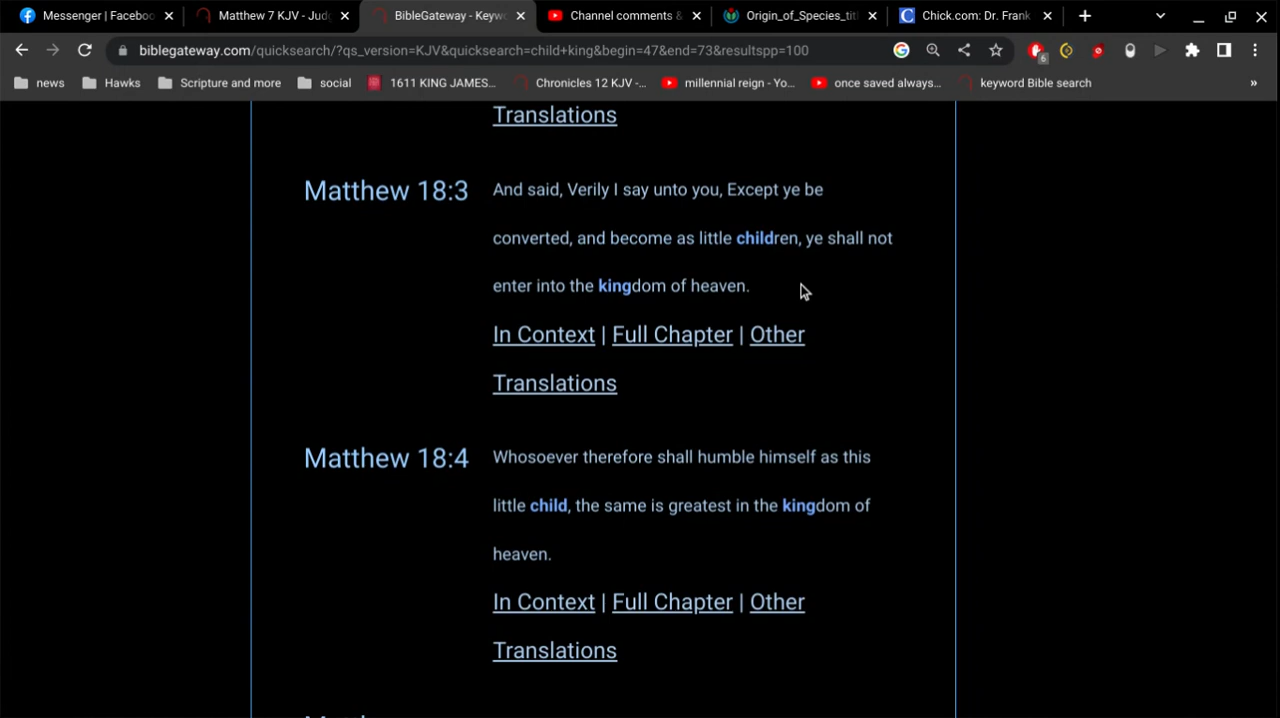 Messenger | Faceboo
Matthew 7 KJV - Jud
BibleGateway - Keyw
Channel comments &
Origin_of_Species_titl
Chick.com: Dr. Frank
biblegateway.com/quicksearch/?qs_version=KJV&quicksearch=child+king&begin=47&end=73&resultspp=100
6
news
Hawks
Scripture and more
social
1611 KING JAMES...
Chronicles 12 KJV -...
millennial reign - Yo...
once saved always...
keyword Bible search
»
Translations
Matthew 18:3
And said, Verily I say unto you, Except ye be
converted, and become as little children, ye shall not
enter into the kingdom of heaven.
In Context | Full Chapter | Other
Translations
Matthew 18:4
Whosoever therefore shall humble himself as this
little child, the same is greatest in the kingdom of
heaven.
In Context | Full Chapter | Other
Translations